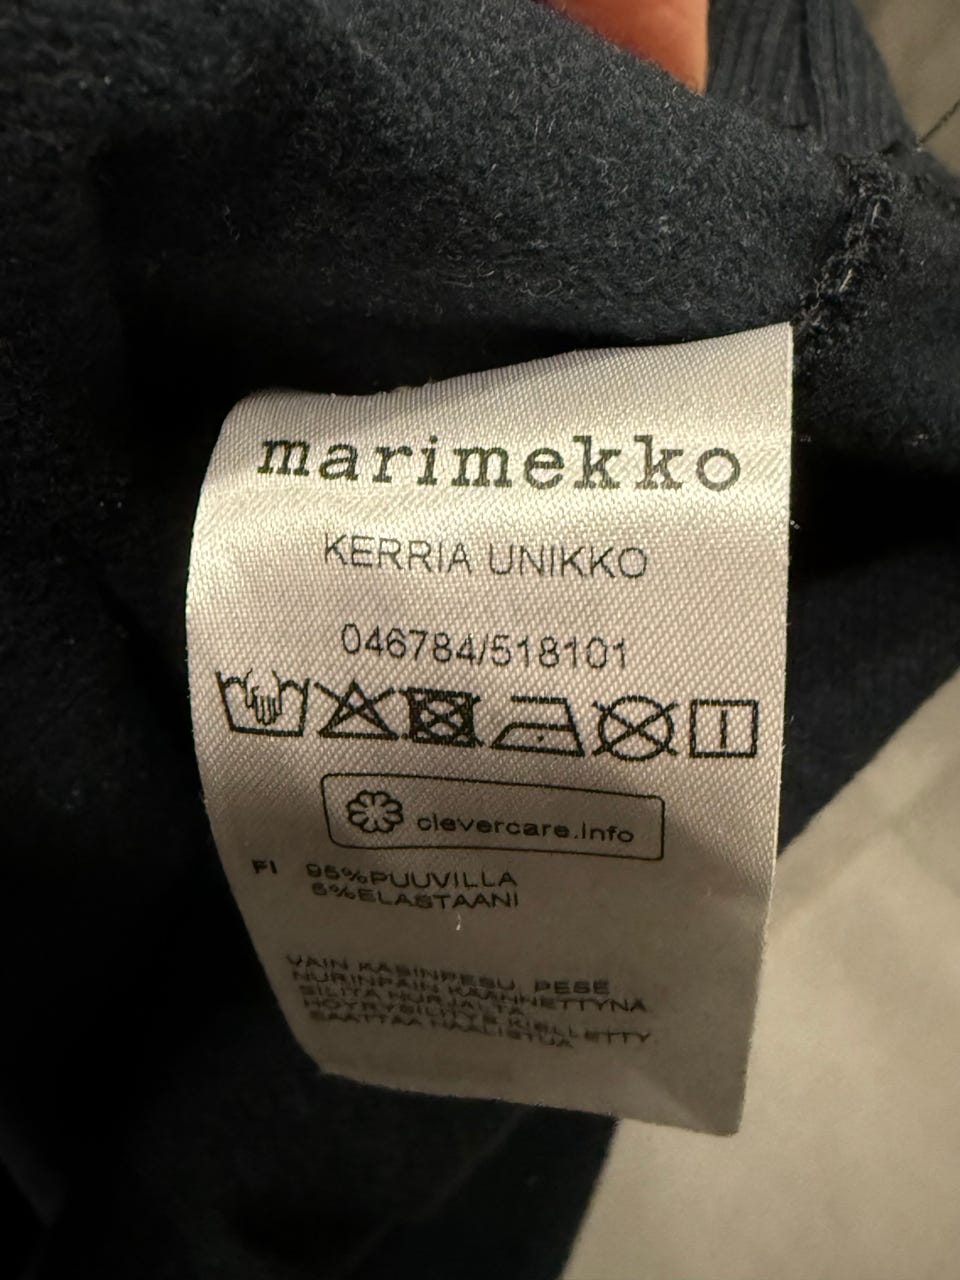 marimekko
KERRIA UNIKKO
046784/518101
clevercare.info
FI 95%PUUVILLA
5%ELASTAANI
VAIN KÄSINPESU, PESE
NURINPÄIN KÄÄNNETTYNÄ
SILITÄ NURJALTA,
HÖYRYSILITYS KIELLETTY
SAATTAA HAALISTUA